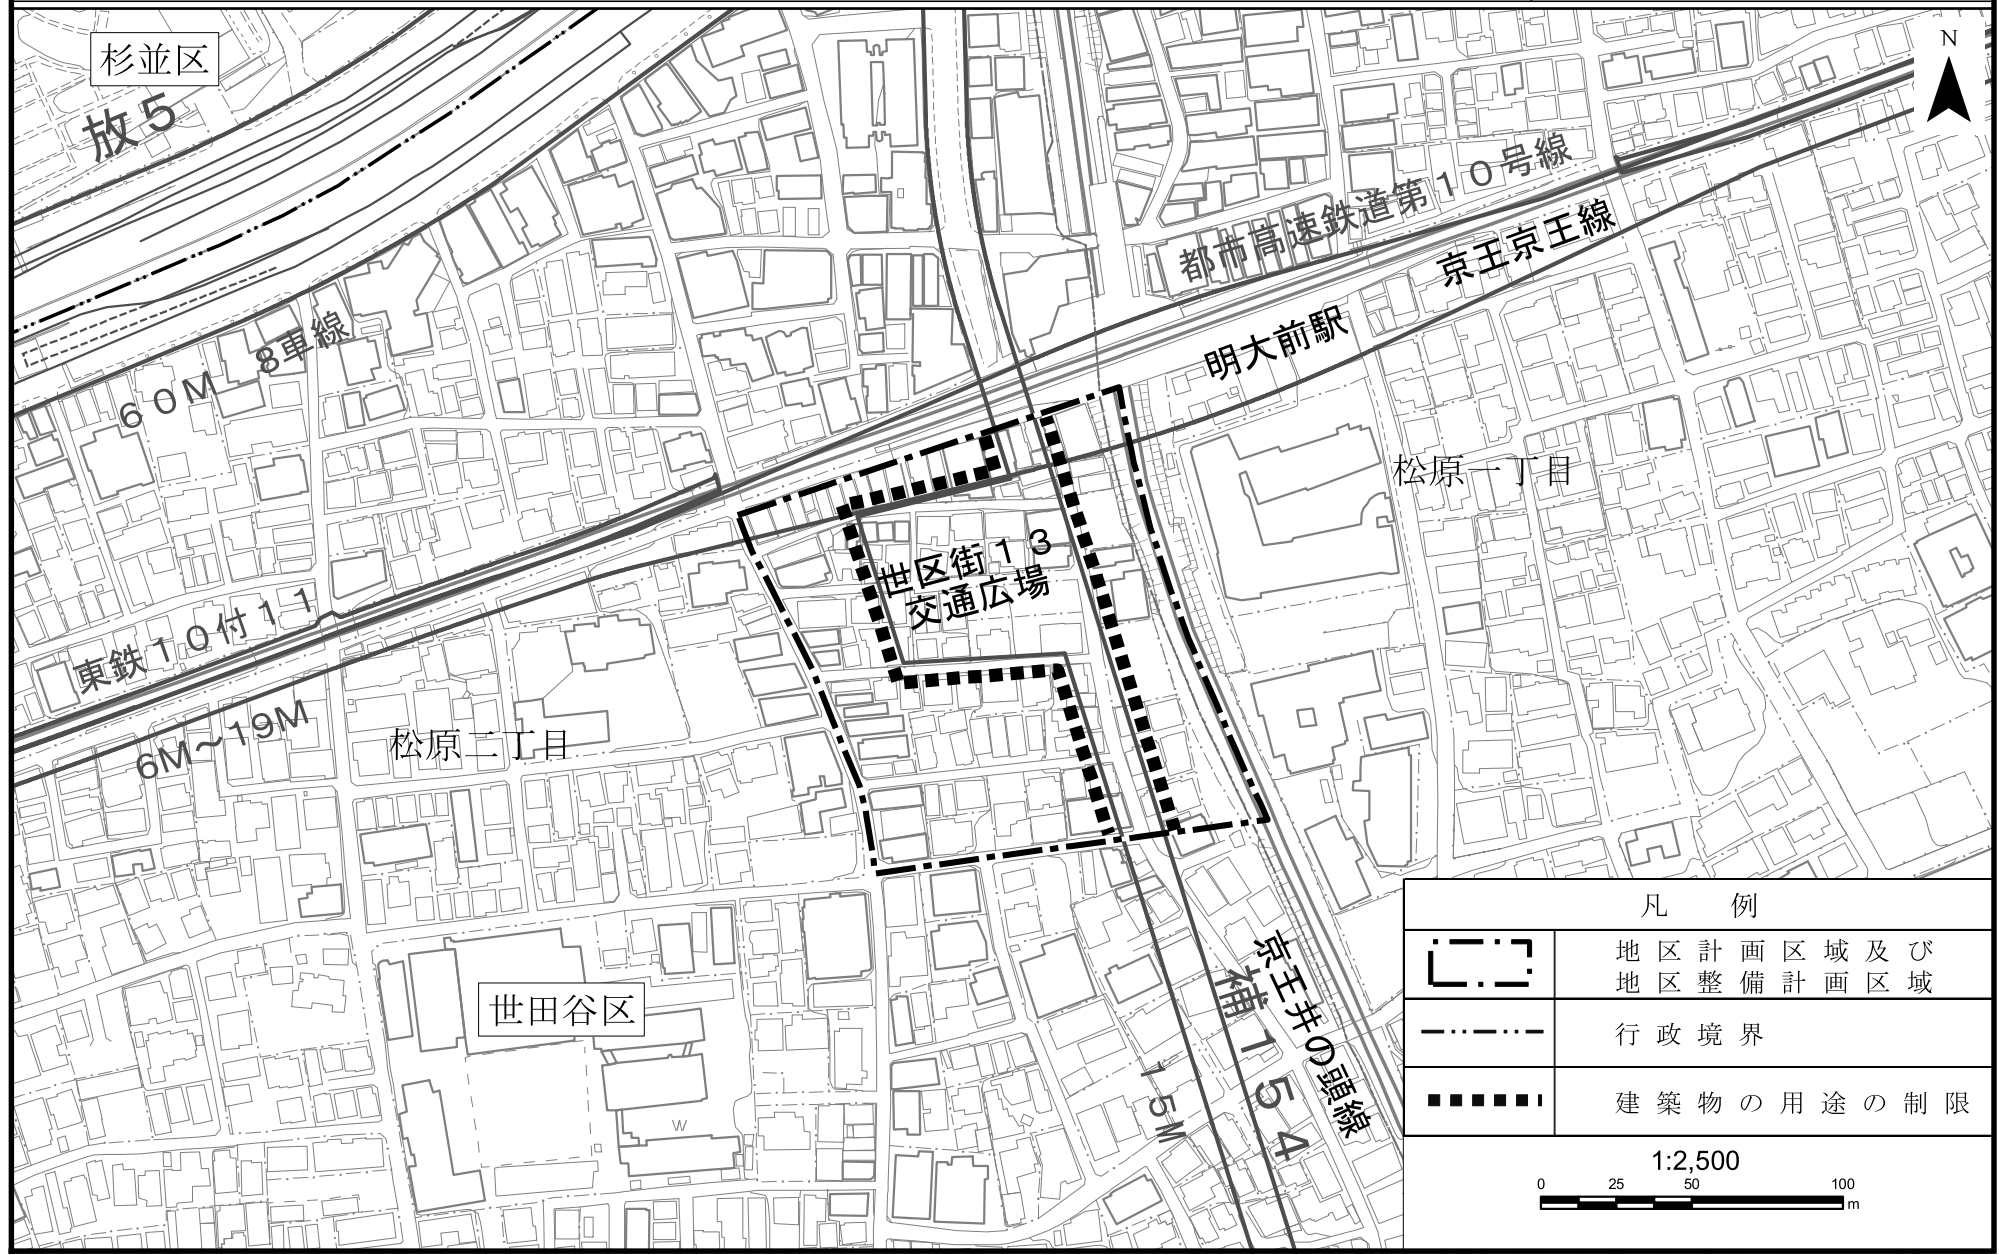 杉並区
放5
N
都市高速鉄道第10号線
京王京王線
明大前駅
60M 8車線
松原一丁目
世区街13
交通広場
東鉄10付11
6M～19M
松原二丁目
世田谷区
W
京王井の頭線
補154
15M
凡 例
地区計画区域及び
地区整備計画区域
行政境界
建築物の用途の制限
1:2,500
0 25 50 100
m